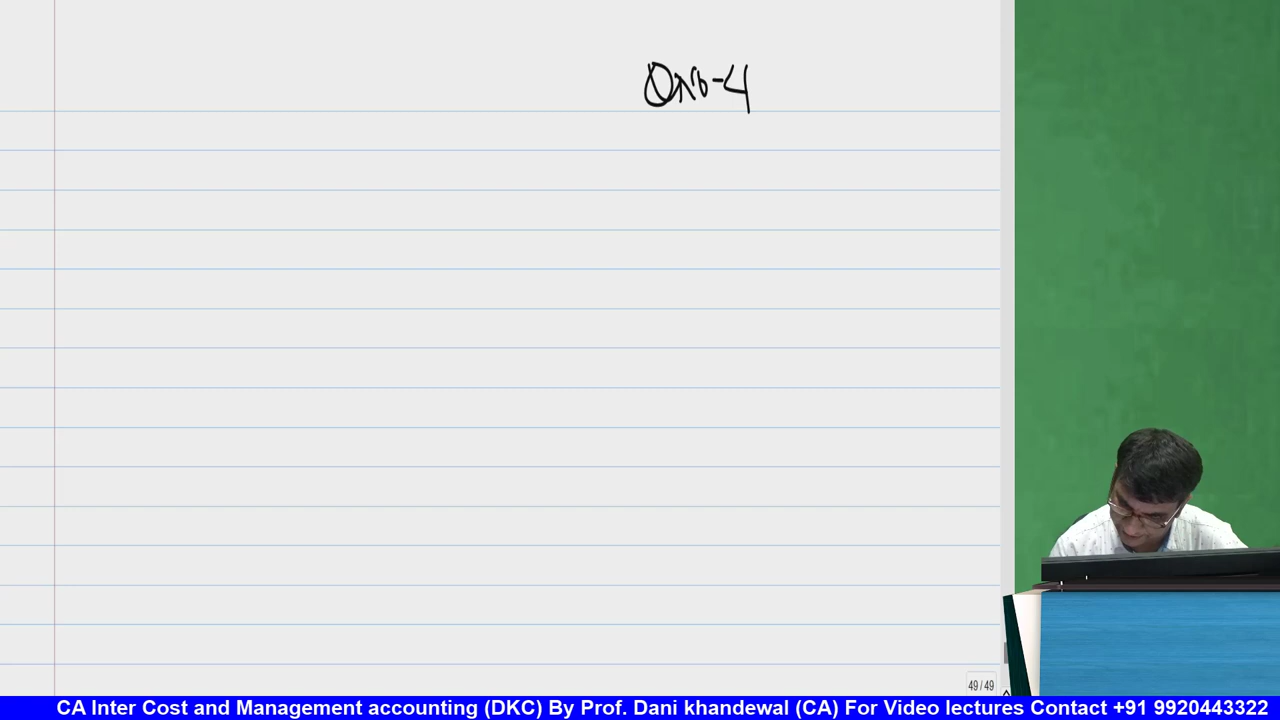 Q.No-4
49/49
CA Inter Cost and Management accounting (DKC) By Prof. Dani khandewal (CA) For Video lectures Contact +91 9920443322